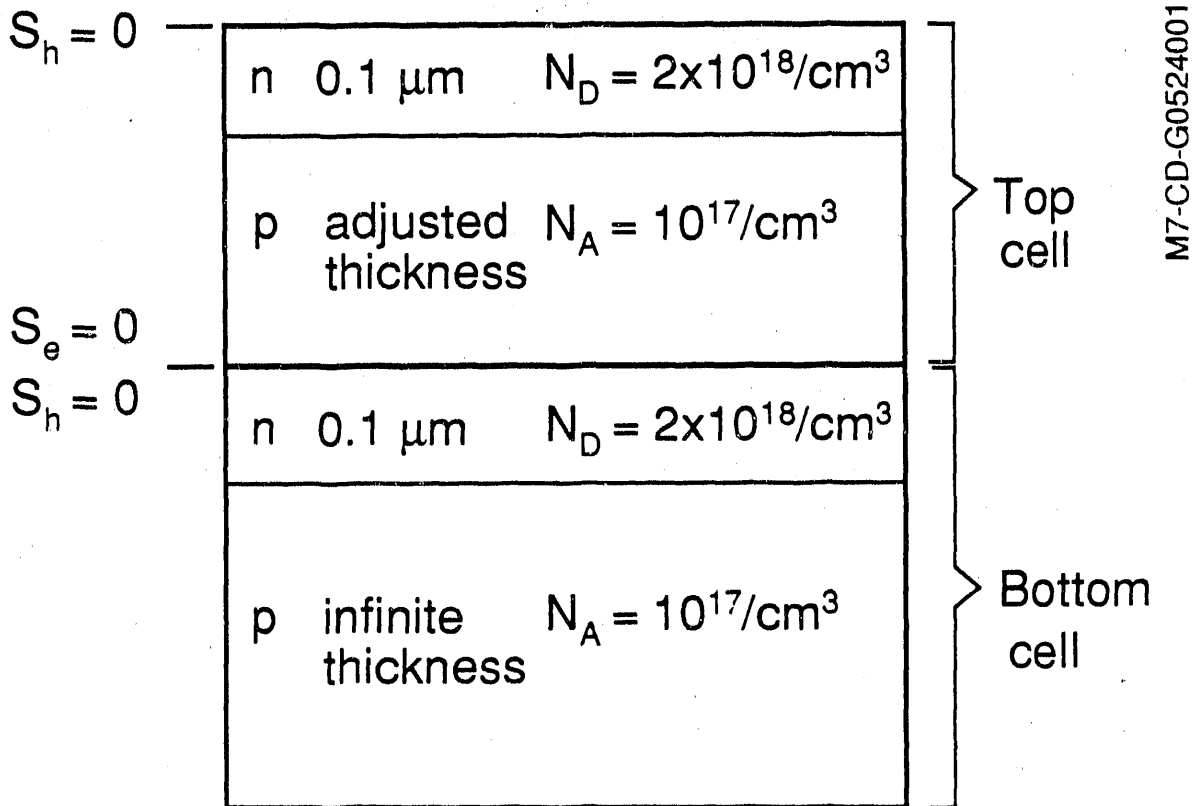 S_h = 0
n 0.1 μm N_D = 2x10^18/cm^3
p adjusted thickness N_A = 10^17/cm^3
Top cell
S_e = 0
S_h = 0
n 0.1 μm N_D = 2x10^18/cm^3
p infinite thickness N_A = 10^17/cm^3
Bottom cell
M7-CD-G0524001